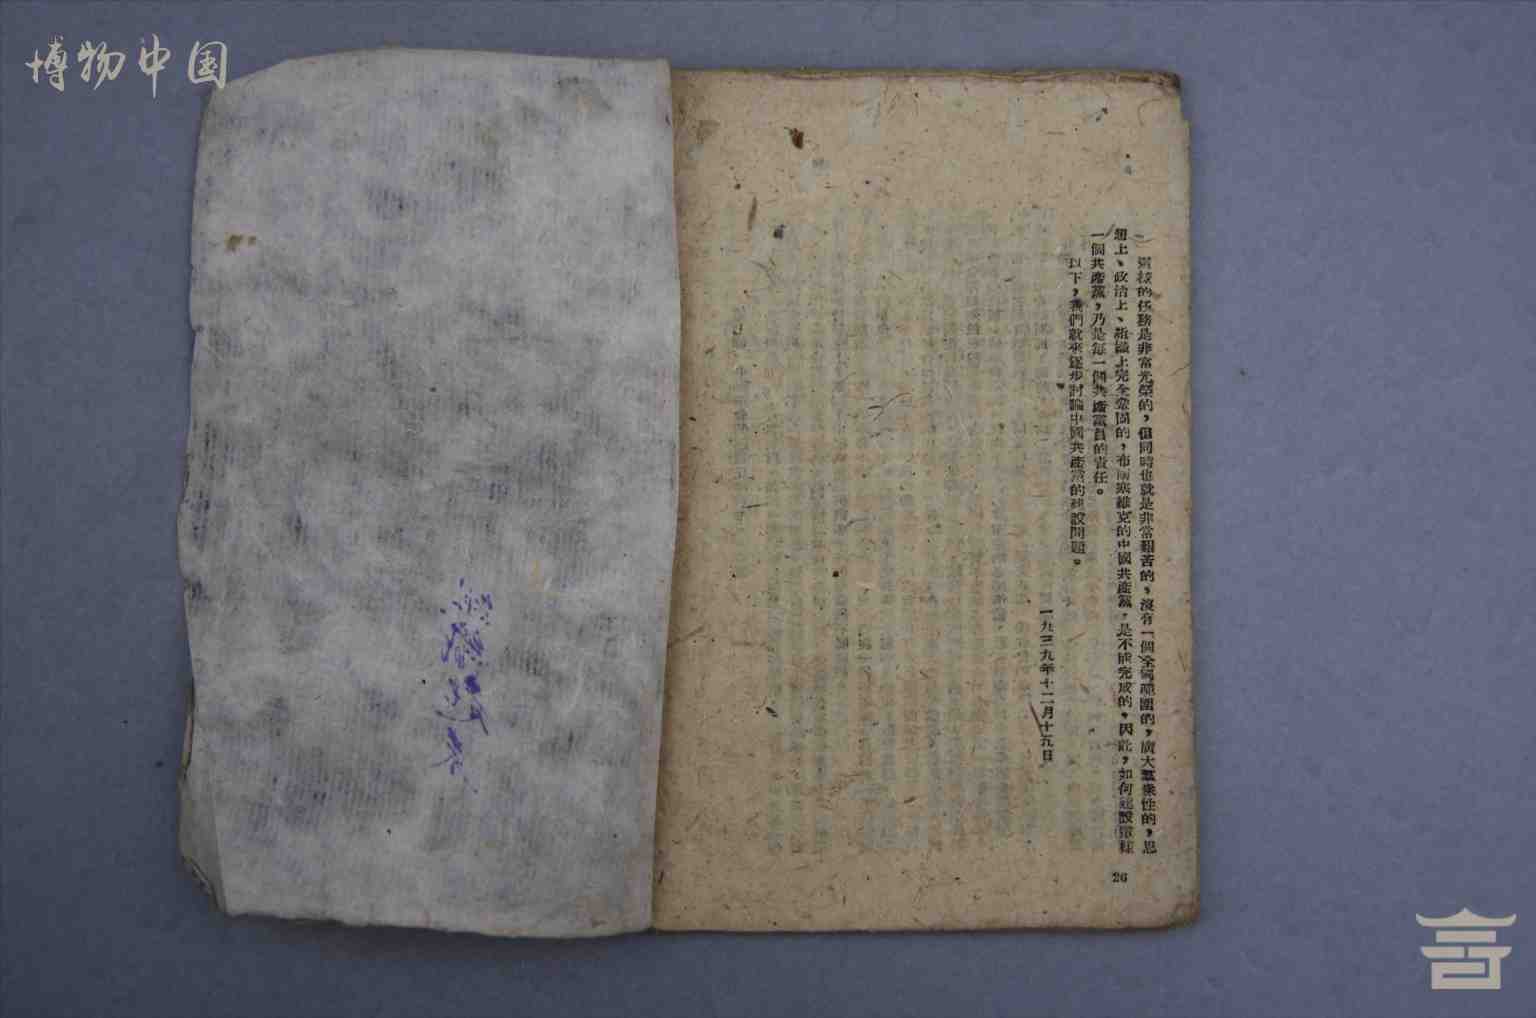 博物中国
這樣的任務是非常光榮的，但同時也就是非常艱苦的，沒有一個全國範圍的，廣大羣衆性的，思
想上、政治上、組織上完全鞏固的，布爾塞維克的中國共產黨，是不能完成的，因此，如何建設這樣
一個共產黨，乃是每一個共產黨員的責任。
以下，我們就來逐步討論中國共產黨的建設問題。
一九三九年十二月十五日
26